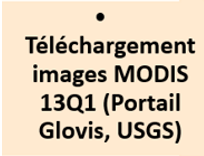 •
Téléchargement
images MODIS
13Q1 (Portail
Glovis, USGS)